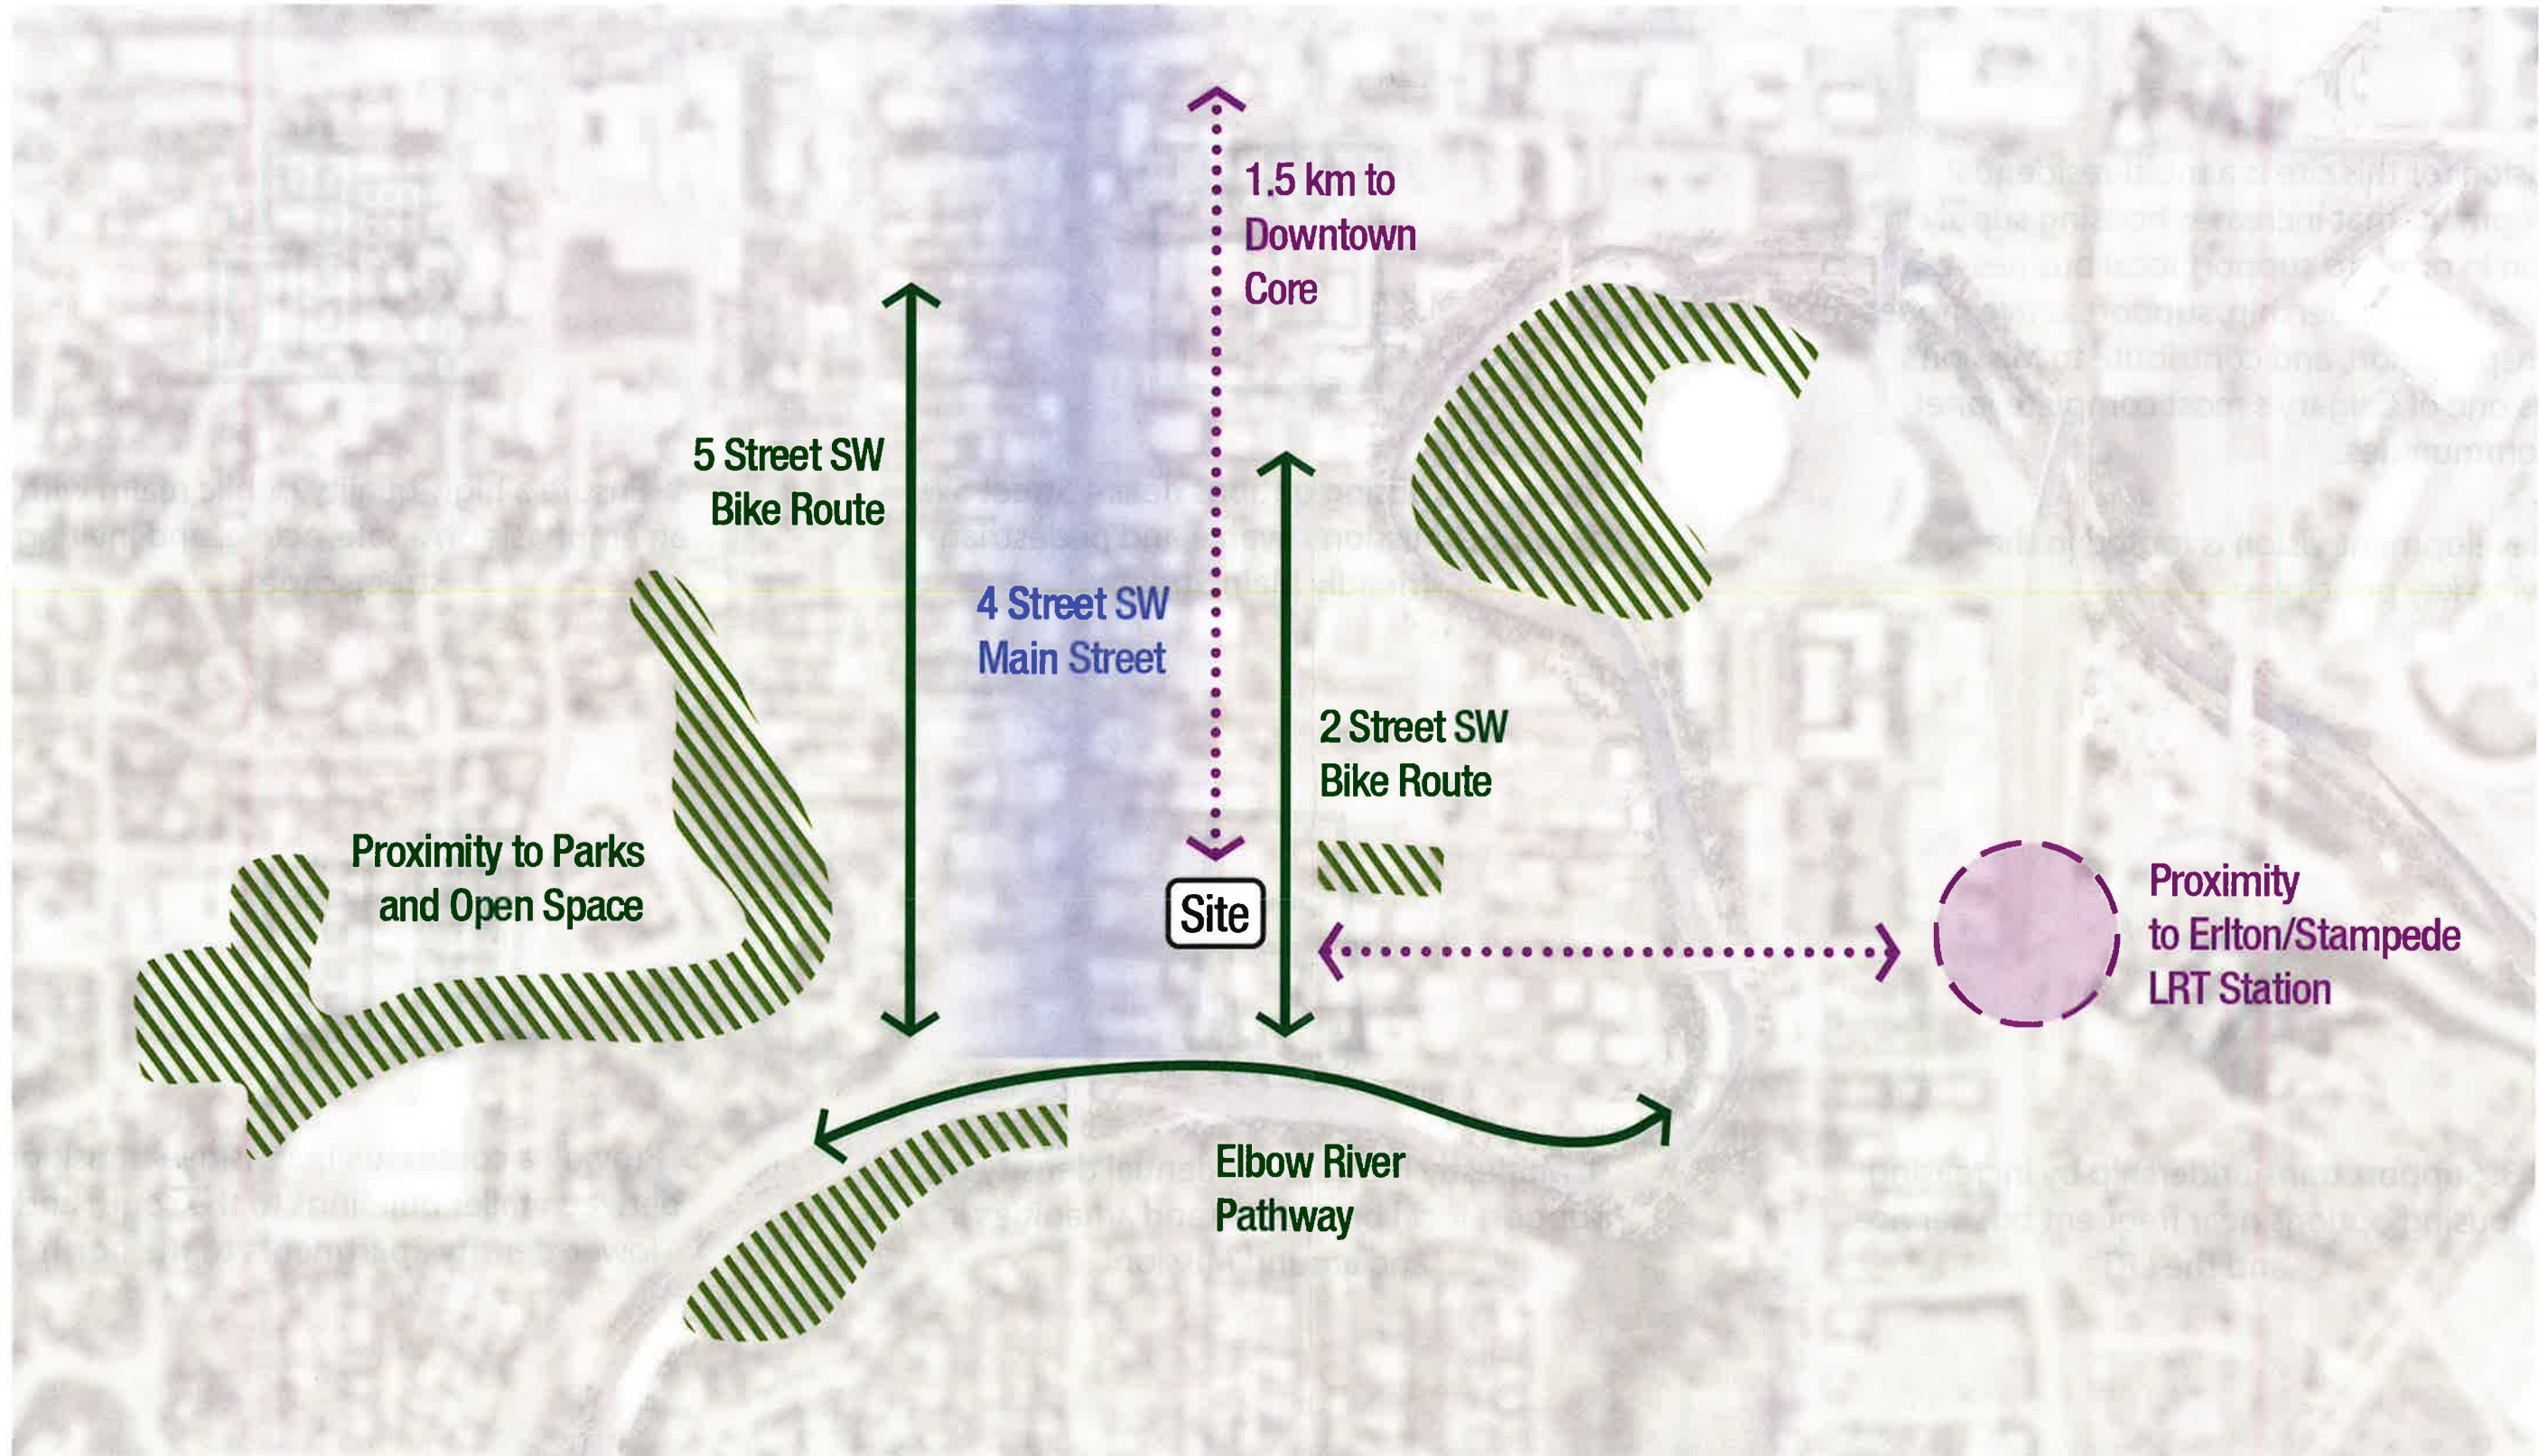 1.5 km to
Downtown
Core
5 Street SW
Bike Route
4 Street SW
Main Street
2 Street SW
Bike Route
Proximity to Parks
and Open Space
Site
Proximity
to Erlton/Stampede
LRT Station
Elbow River
Pathway